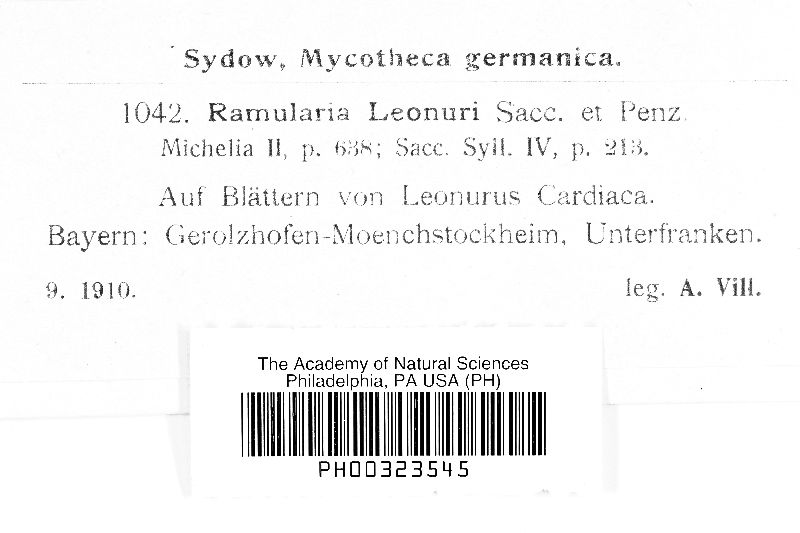 Sydow, Mycotheca germanica.
1042. Ramularia Leonuri Sacc. et Penz.
Michelia II, p. 638; Sacc. Syll. IV, p. 213.
Auf Blättern von Leonurus Cardiaca.
Bayern: Gerolzhofen-Moenchstockheim, Unterfranken.
9. 1910. leg. A. Vill.
The Academy of Natural Sciences
Philadelphia, PA USA (PH)
PH00323545